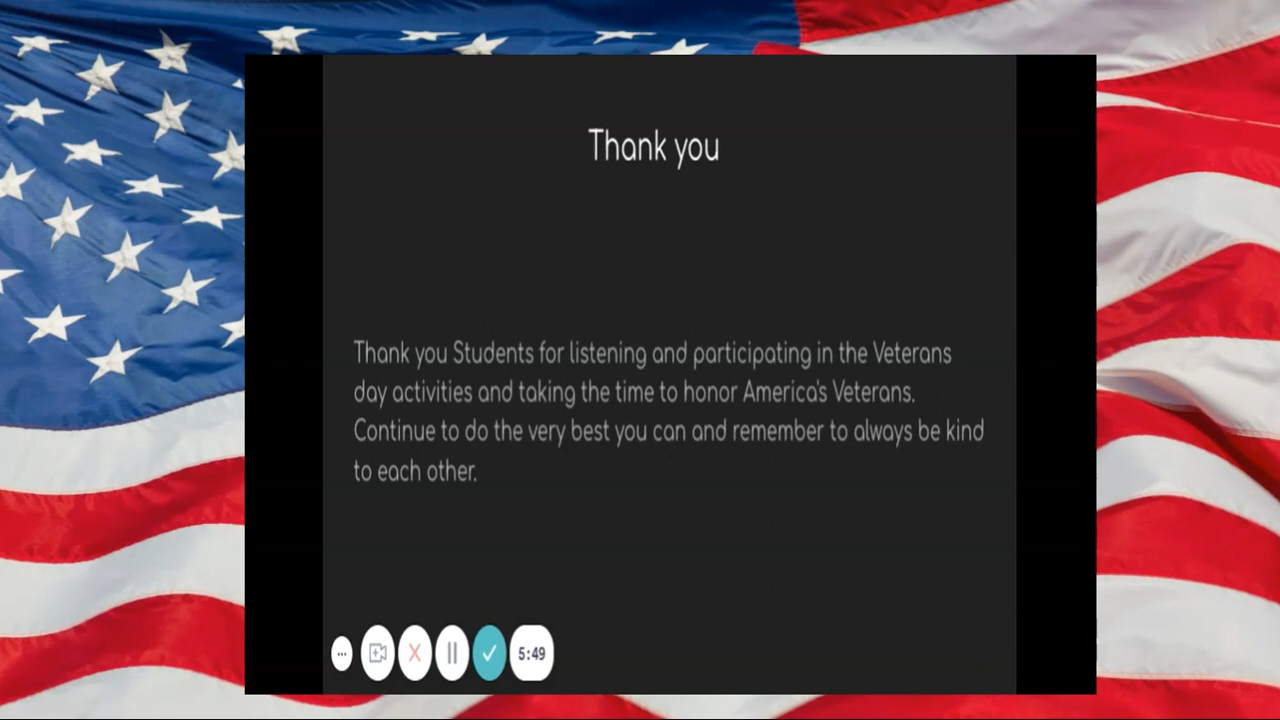 Thank you
Thank you Students for listening and participating in the Veterans
day activities and taking the time to honor America's Veterans.
Continue to do the very best you can and remember to always be kind
to each other.
5:49